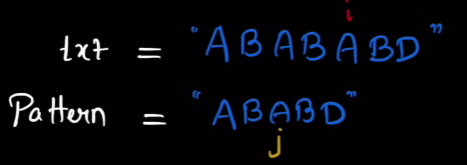 i
txt = "ABABABD"
Pattern = "ABABD"
j